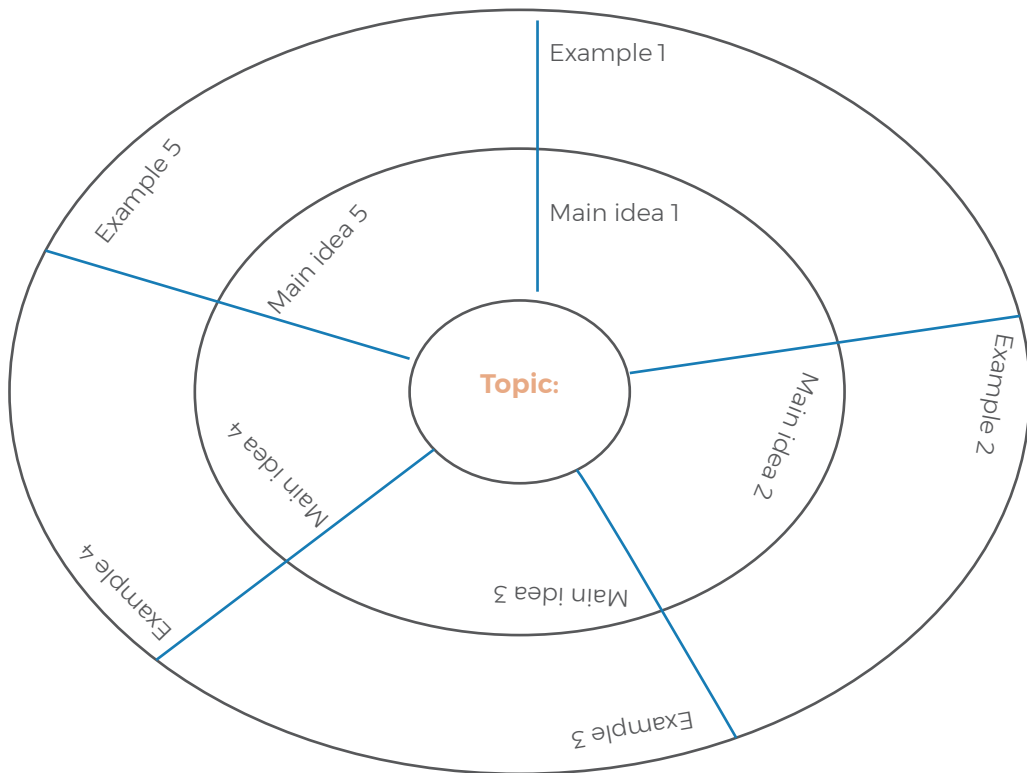 Example 1
Main idea 1
Example 2
Main idea 2
Example 3
Main idea 3
Example 4
Main idea 4
Example 5
Main idea 5
Topic: